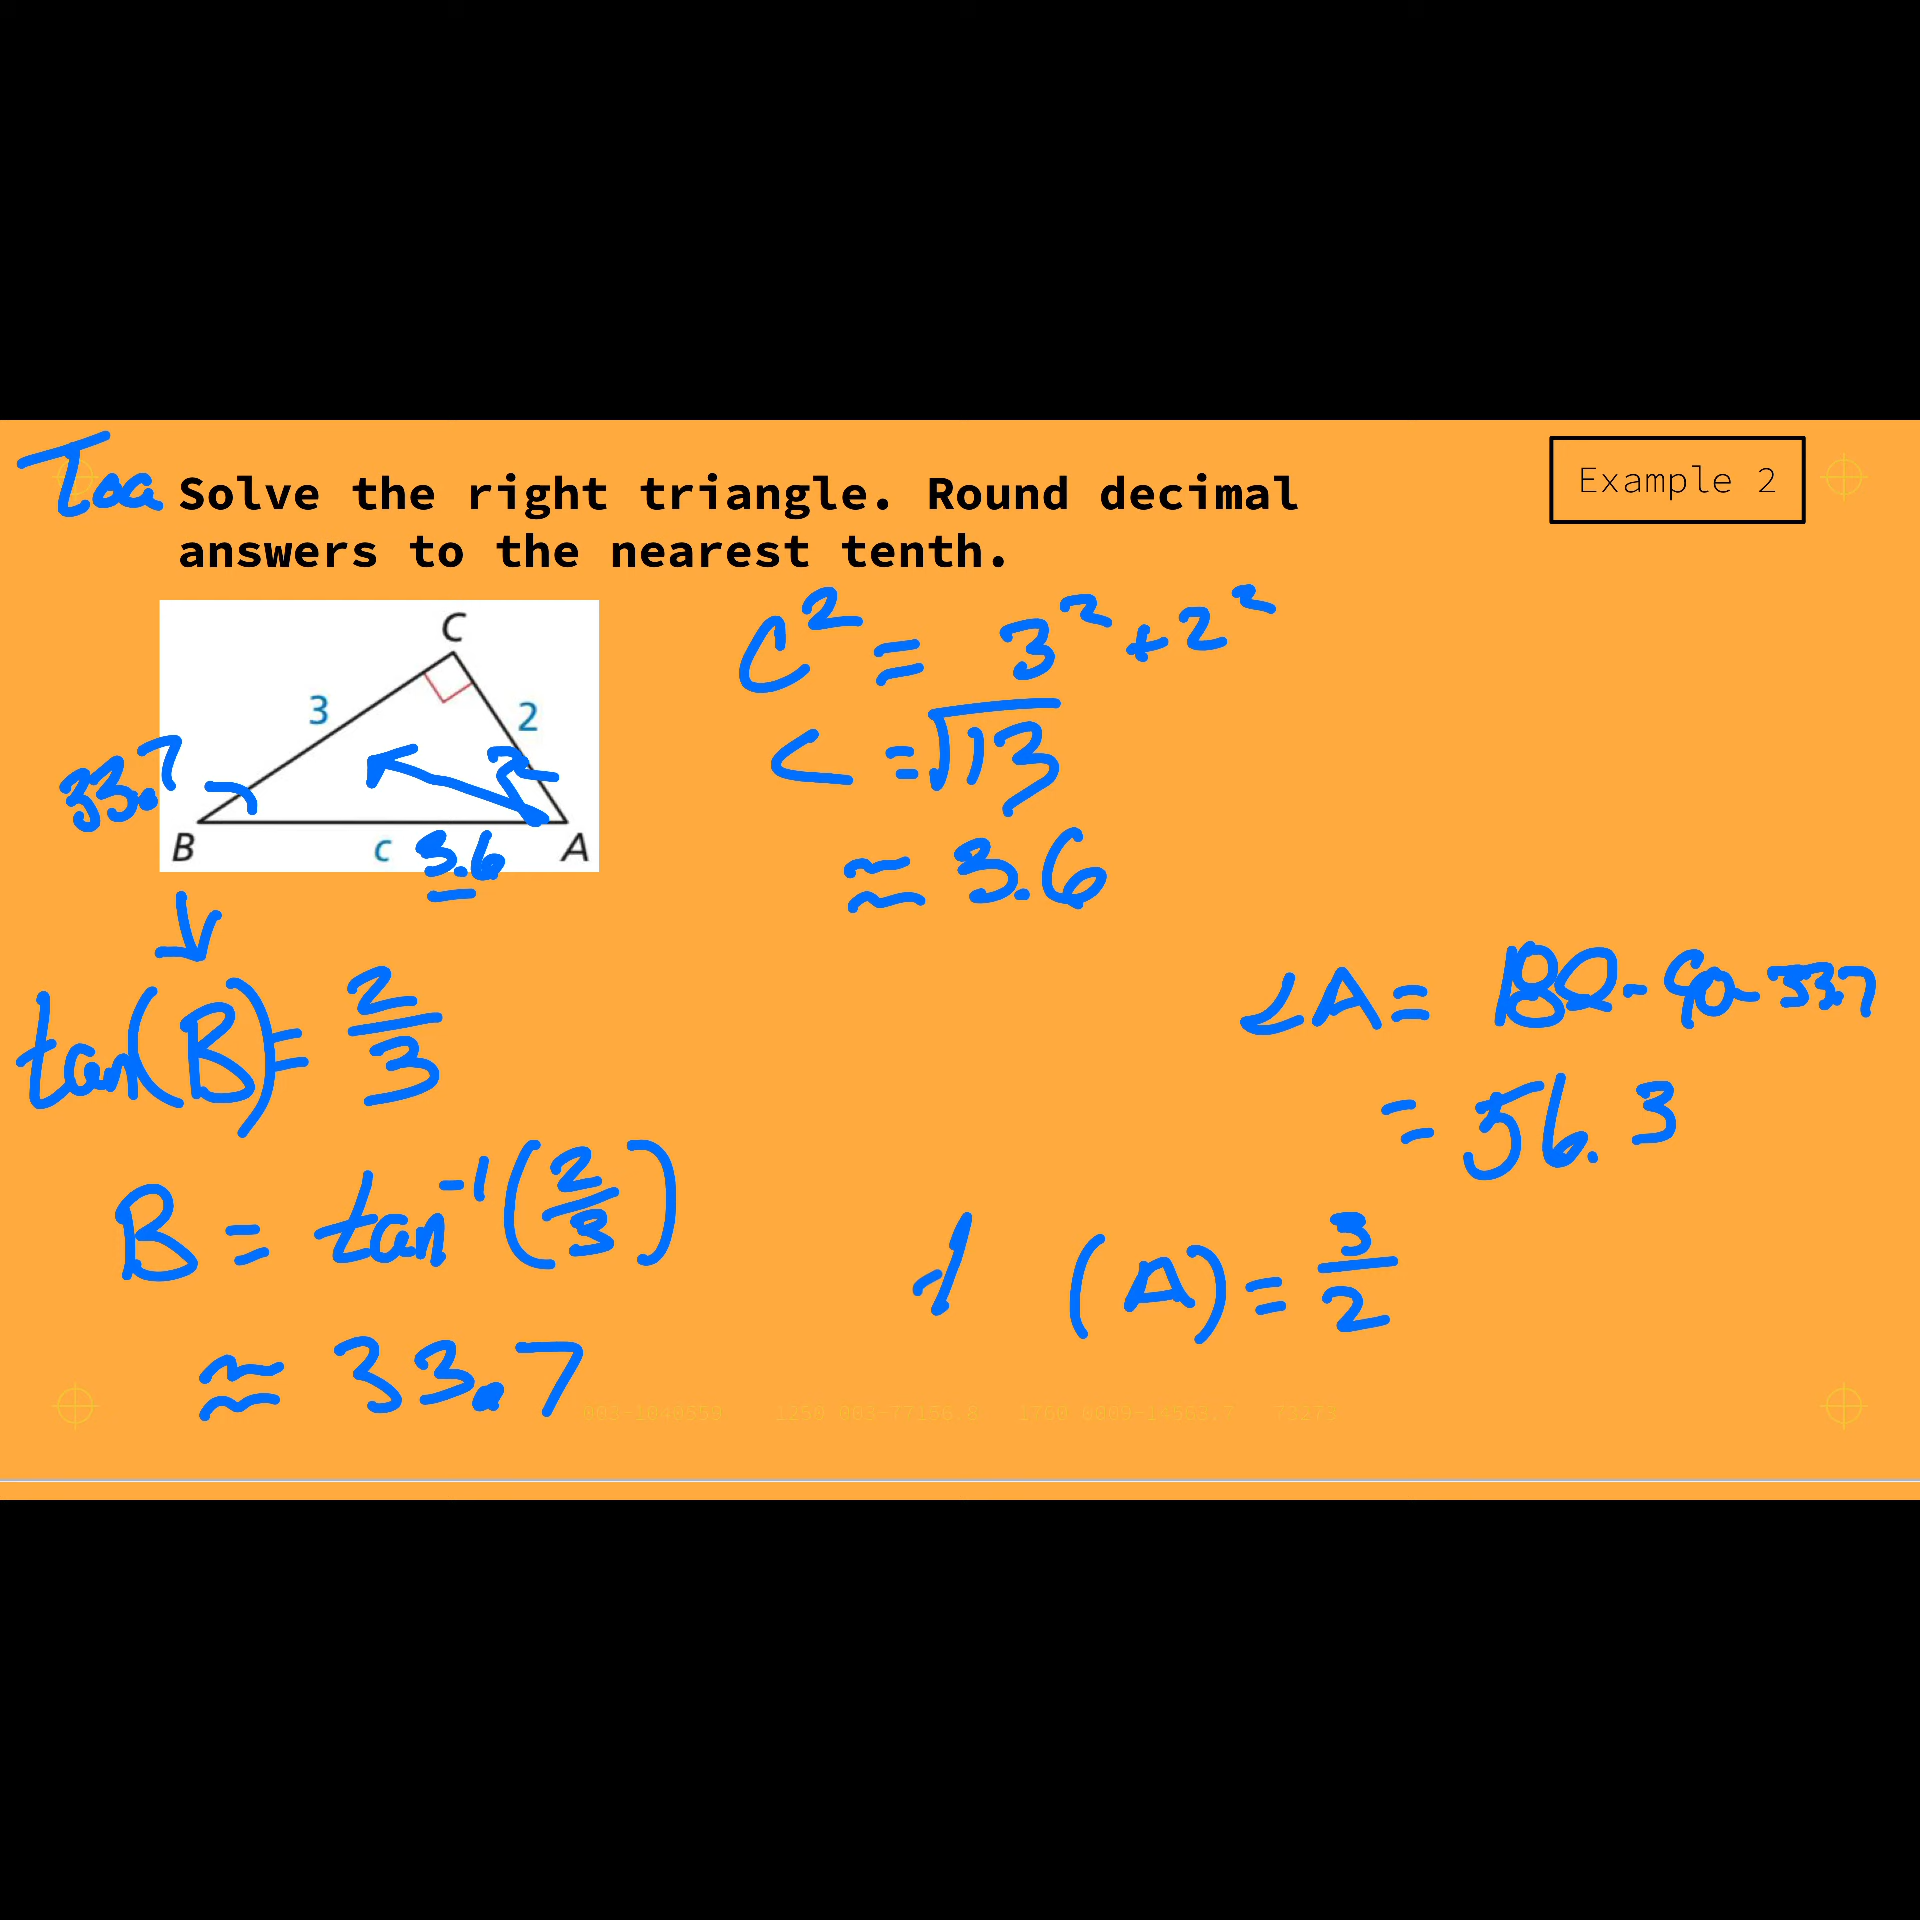 Example 2
Toa
Solve the right triangle. Round decimal
answers to the nearest tenth.
C
3
2
33.7
B
c
3.6
A
C² = 3² + 2²
C = √13
≈ 3.6
tan(B) = 2/3
B = tan⁻¹(2/3)
≈ 33.7
∠A = 180 - 90 - 33.7
= 56.3
(A) = 3/2